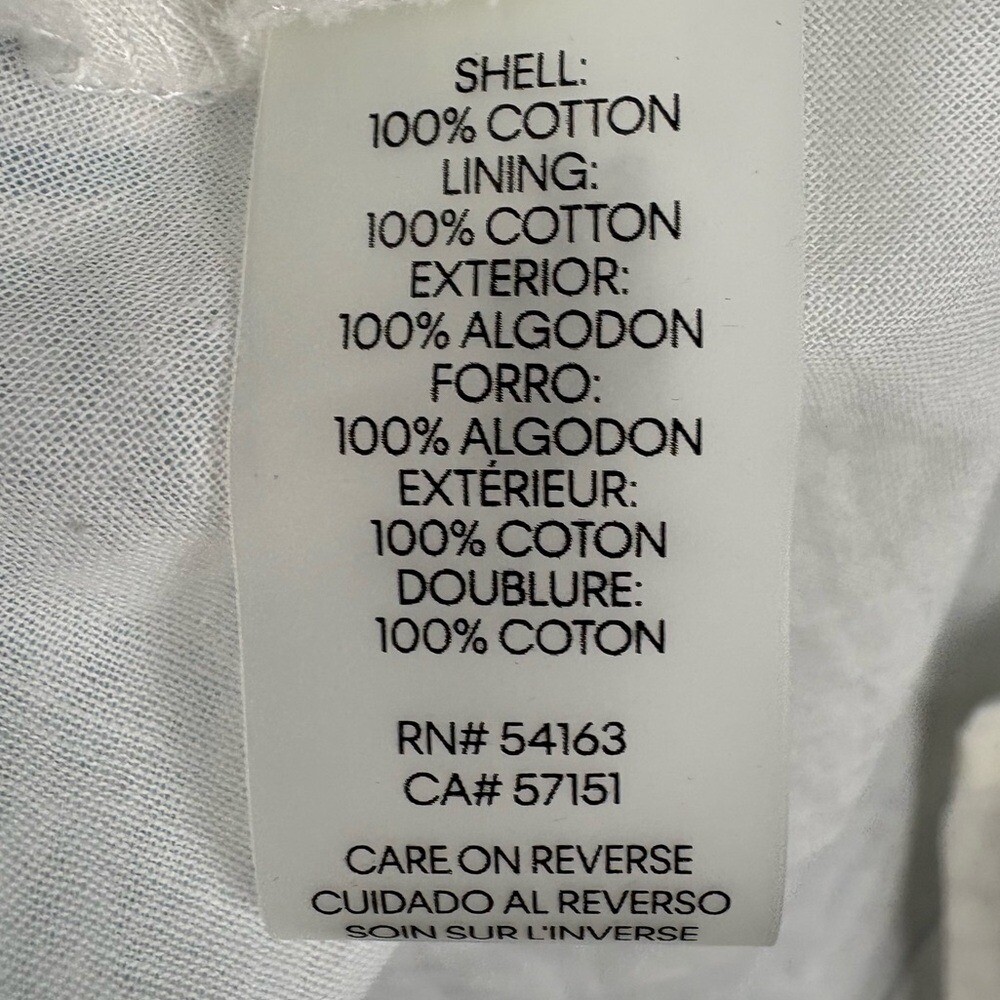 SHELL:
100% COTTON
LINING:
100% COTTON
EXTERIOR:
100% ALGODON
FORRO:
100% ALGODON
EXTÉRIEUR:
100% COTON
DOUBLURE:
100% COTON
RN# 54163
CA# 57151
CARE ON REVERSE
CUIDADO AL REVERSO
SOIN SUR L'INVERSE